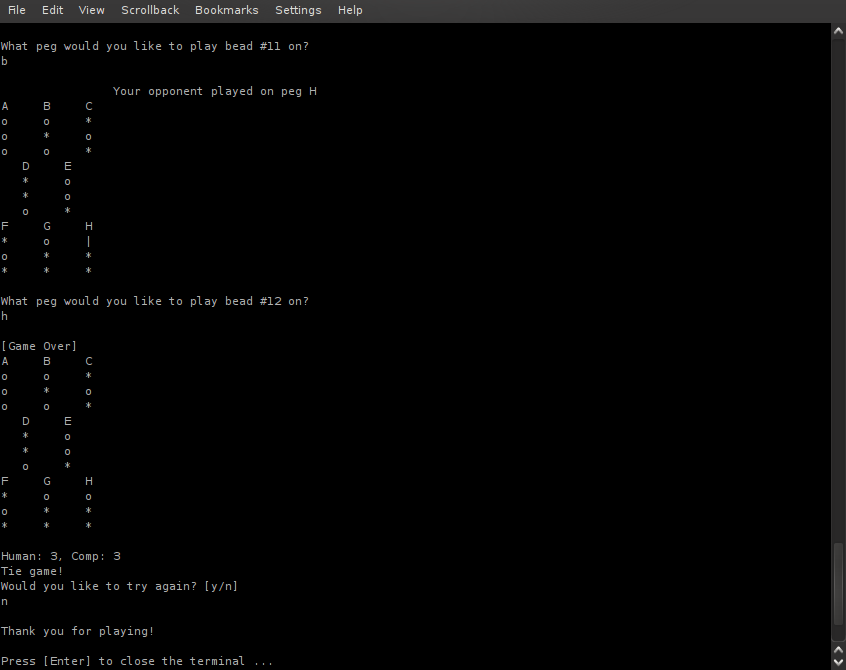 File Edit View Scrollback Bookmarks Settings Help
What peg would you like to play bead #11 on?
b
Your opponent played on peg H
A B C
o o *
o * o
o o *
D E
* o
* o
o *
F G H
* o |
o * *
* * *
What peg would you like to play bead #12 on?
h
[Game Over]
A B C
o o *
o * o
o o *
D E
* o
* o
o *
F G H
* o o
o * *
* * *
Human: 3, Comp: 3
Tie game!
Would you like to try again? [y/n]
n
Thank you for playing!
Press [Enter] to close the terminal ...